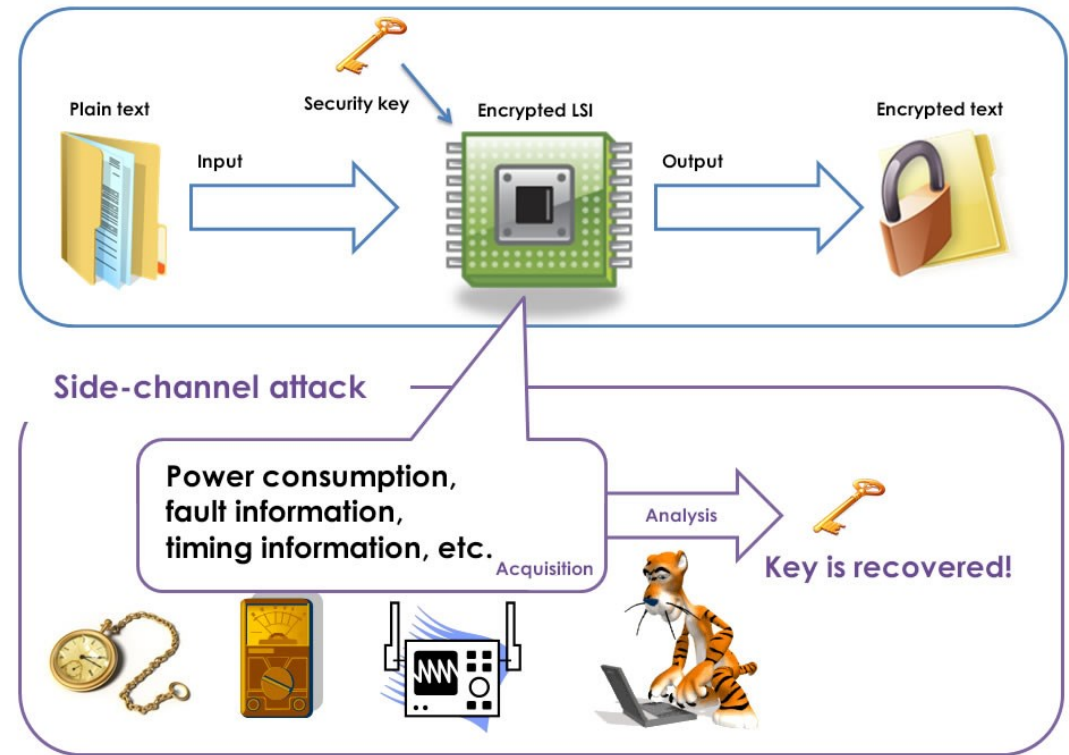 Plain text
Security key
Encrypted LSI
Encrypted text
Input
Output
Side-channel attack
Power consumption,
fault information,
timing information, etc.
Acquisition
Analysis
Key is recovered!